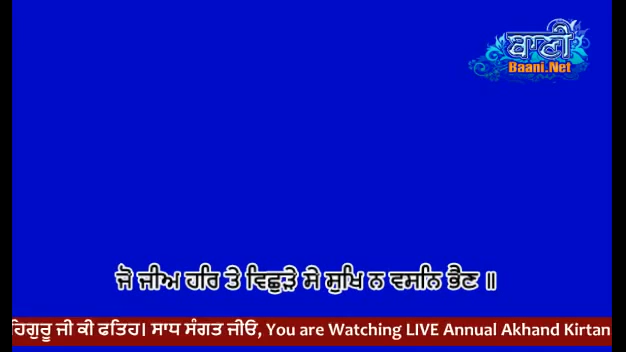 ਬਾਣੀ
Baani.Net
ਜੋ ਜੀਅ ਹਰਿ ਤੇ ਵਿਛੁੜੇ ਸੇ ਸੁਖਿ ਨ ਵਸਨਿ ਭੈਣ ॥
ਹਿਗੁਰੂ ਜੀ ਕੀ ਫਤਿਹ। ਸਾਧ ਸੰਗਤ ਜੀਓ, You are Watching LIVE Annual Akhand Kirtan